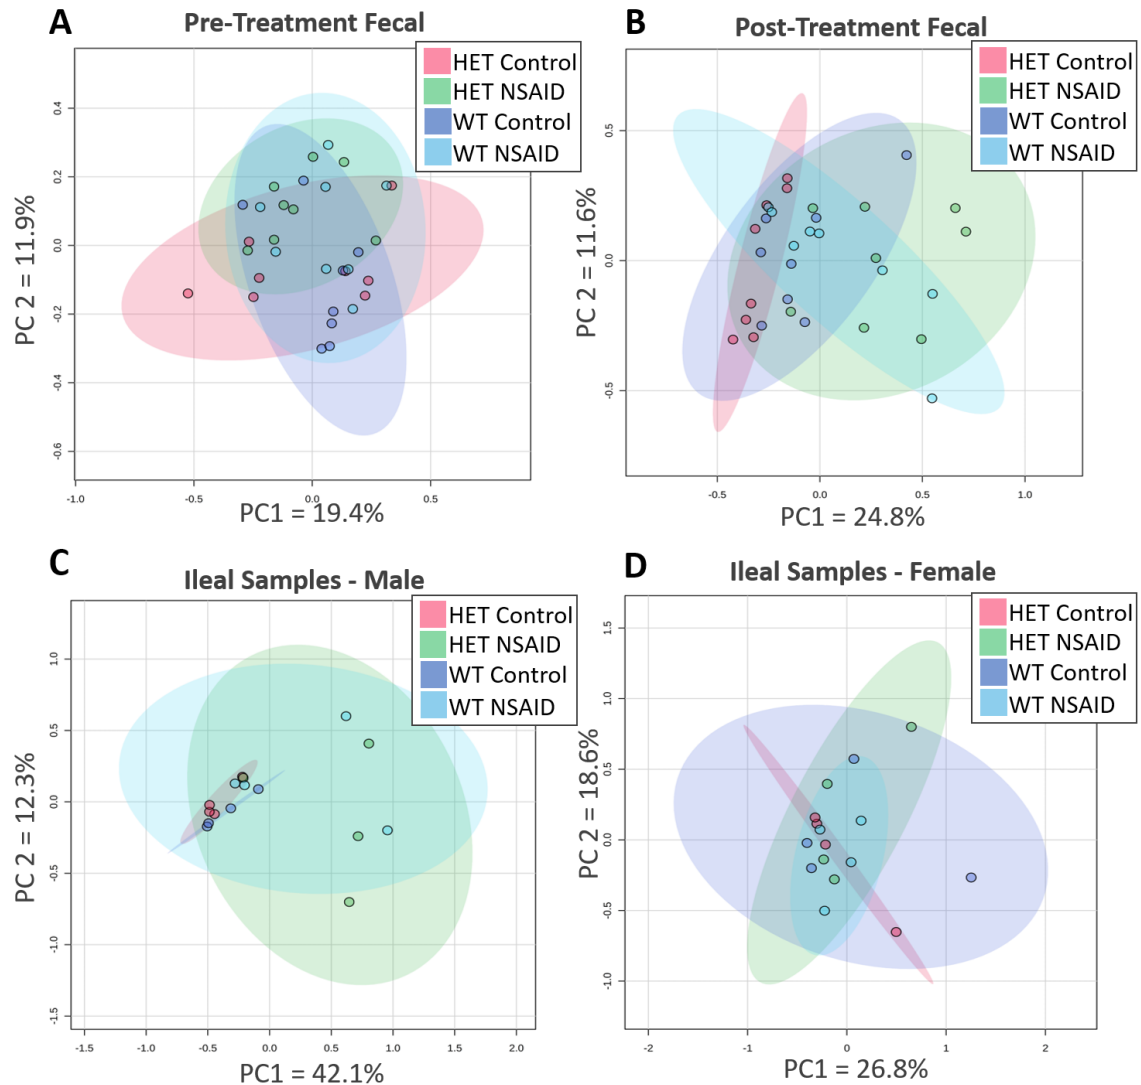 A
Pre-Treatment Fecal
HET Control
HET NSAID
WT Control
WT NSAID
PC 2 = 11.9%
0.4
0.2
0.0
-0.2
-0.4
-0.6
-1.0
-0.5
0.0
0.5
PC1 = 19.4%
B
Post-Treatment Fecal
HET Control
HET NSAID
WT Control
WT NSAID
PC 2 = 11.6%
0.5
0.0
-0.5
-0.5
0.0
0.5
1.0
PC1 = 24.8%
C
Ileal Samples - Male
HET Control
HET NSAID
WT Control
WT NSAID
PC 2 = 12.3%
1.0
0.5
0.0
-0.5
-1.0
-1.5
-1.5
-1.0
-0.5
0.0
0.5
1.0
1.5
2.0
PC1 = 42.1%
D
Ileal Samples - Female
HET Control
HET NSAID
WT Control
WT NSAID
PC 2 = 18.6%
1.5
1.0
0.5
0.0
-0.5
-1.0
-2
-1
0
1
2
PC1 = 26.8%